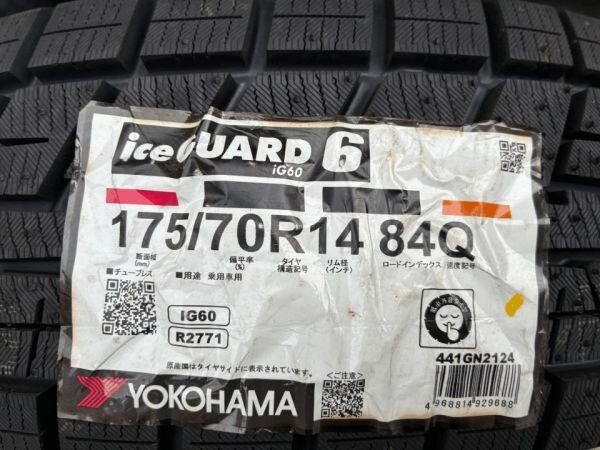 iceGUARD 6
iG60
175/70R14 84Q
断面幅
(mm)
偏平率
(%)
タイヤ
構造記号
リム径
(インチ)
ロードインデックス
速度記号
■チューブレス
■用途 乗用車用
IG60
R2771
原産国はタイヤサイドに表示されています。
<ご注意>
YOKOHAMA
441GN2124
4 968814 929688